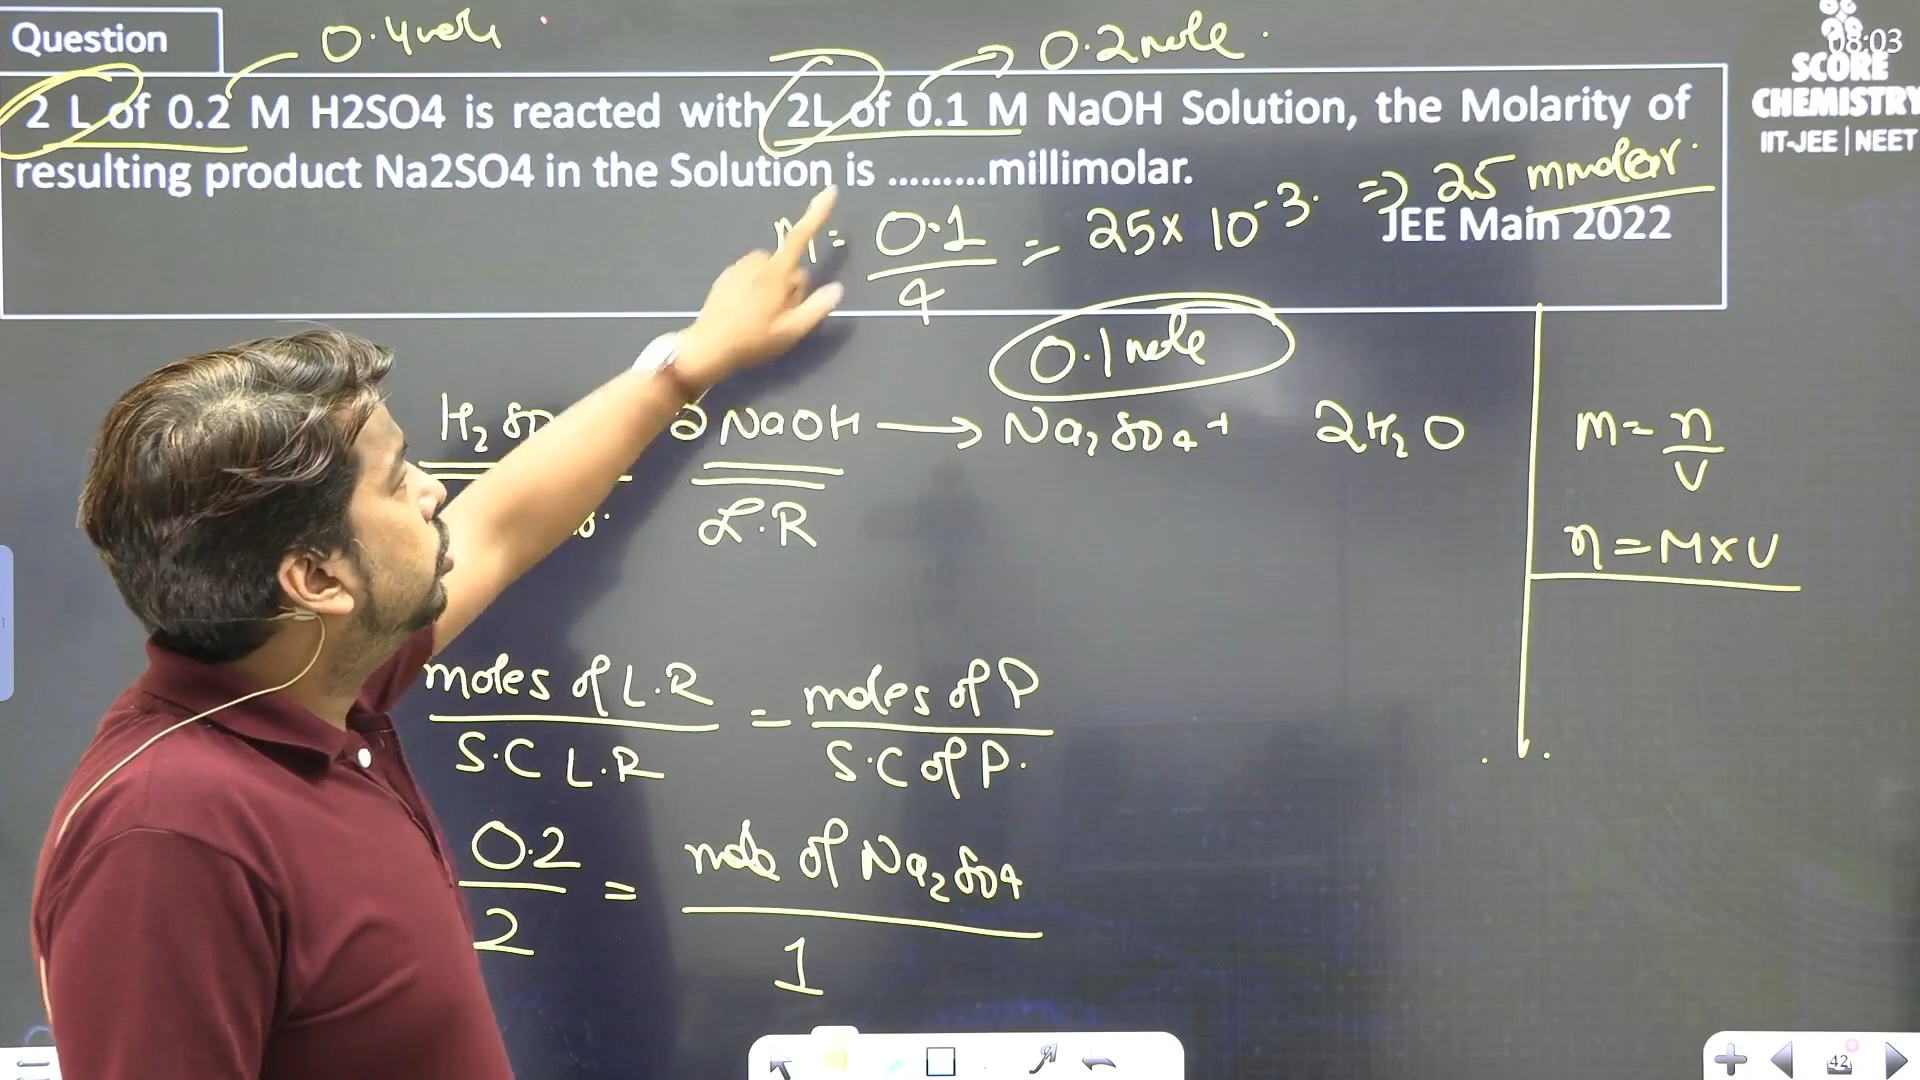 Question
0.4 mole
0.2 mole.
08:03
SCORE
CHEMISTRY
IIT-JEE | NEET
2 L of 0.2 M H2SO4 is reacted with 2L of 0.1 M NaOH Solution, the Molarity of
resulting product Na2SO4 in the Solution is .........millimolar.
= 0.1/4 = 25 x 10⁻³. ⇒ 25 mmolar.
JEE Main 2022
0.1 mole
H₂SO 2NaOH → Na₂SO₄ + 2H₂O
L.R
m = n/V
n = M x V
moles of L.R / S.C L.R = moles of P / S.C of P.
0.2/2 = mole of Na₂SO₄ / 1
42